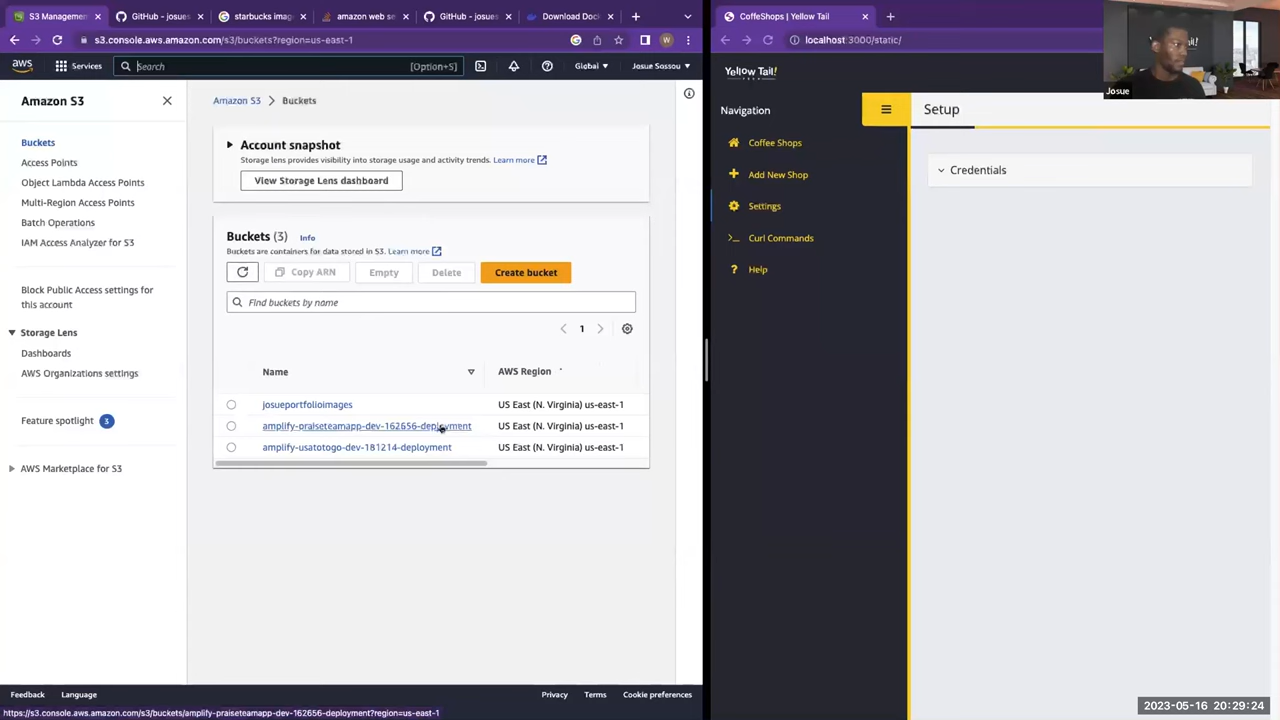 S3 Management
GitHub - josues
starbucks imag
amazon web se
GitHub - josues
Download Doc
s3.console.aws.amazon.com/s3/buckets?region=us-east-1
W
aws
Services
Search
[Option+S]
Global
Josue Sossou
Amazon S3
Buckets
Access Points
Object Lambda Access Points
Multi-Region Access Points
Batch Operations
IAM Access Analyzer for S3
Block Public Access settings for
this account
Storage Lens
Dashboards
AWS Organizations settings
Feature spotlight
3
AWS Marketplace for S3
Amazon S3
Buckets
Account snapshot
Storage lens provides visibility into storage usage and activity trends. Learn more
View Storage Lens dashboard
Buckets (3)
Info
Buckets are containers for data stored in S3. Learn more
Copy ARN
Empty
Delete
Create bucket
Find buckets by name
1
Name
AWS Region
josueportfolioimages
US East (N. Virginia) us-east-1
amplify-praiseteamapp-dev-162656-deployment
US East (N. Virginia) us-east-1
amplify-usatotogo-dev-181214-deployment
US East (N. Virginia) us-east-1
Feedback
Language
Privacy
Terms
Cookie preferences
https://s3.console.aws.amazon.com/s3/buckets/amplify-praiseteamapp-dev-162656-deployment?region=us-east-1
CoffeShops | Yellow Tail
localhost:3000/static/
Yellow Tail!
Navigation
Coffee Shops
Add New Shop
Settings
Curl Commands
Help
Setup
Credentials
Josue
2023-05-16 20:29:24